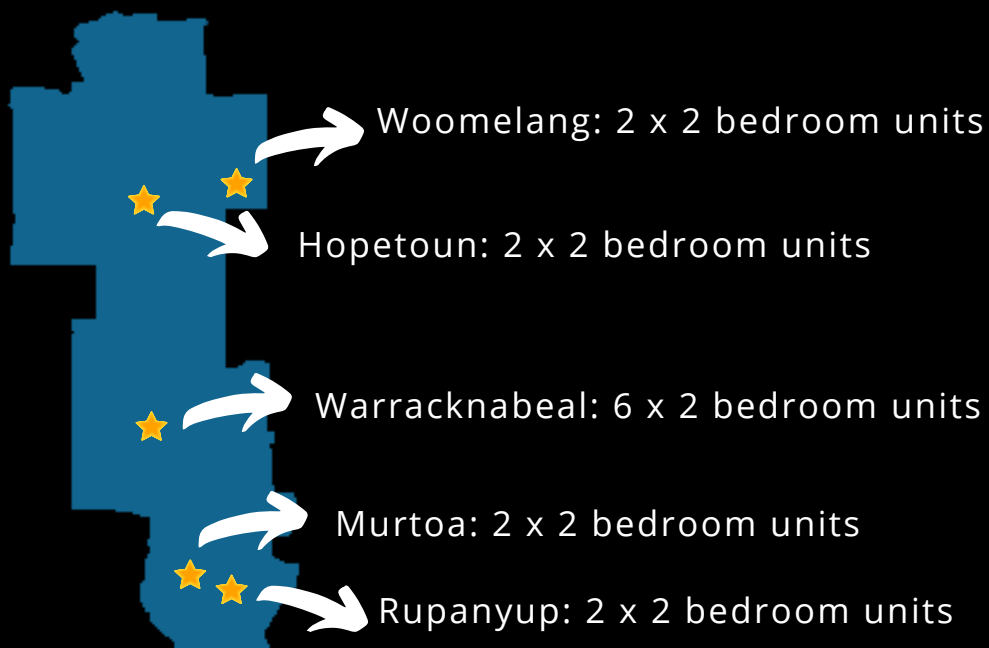 Woomelang: 2 x 2 bedroom units
Hopetoun: 2 x 2 bedroom units
Warracknabeal: 6 x 2 bedroom units
Murtoa: 2 x 2 bedroom units
Rupanyup: 2 x 2 bedroom units